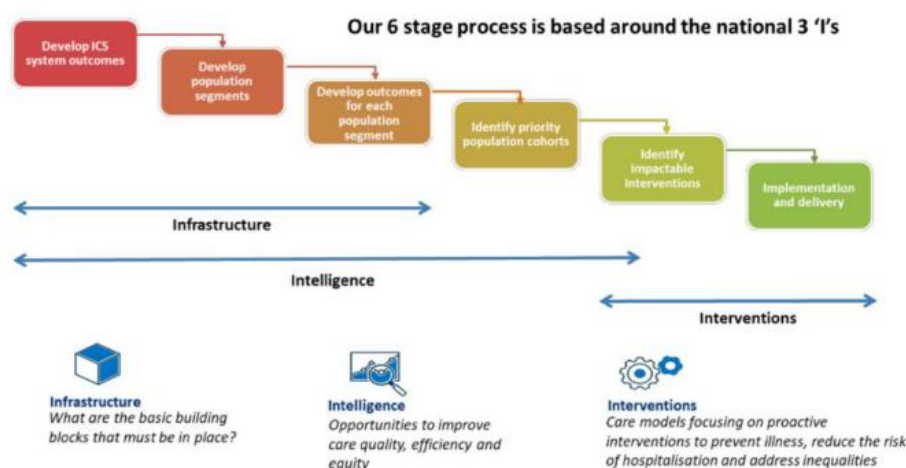 Our 6 stage process is based around the national 3 ‘I’s
Develop ICS
system outcomes
Develop
population
segments
Develop outcomes
for each
population
segment
Identify priority
population cohorts
Identify
impactable
interventions
Implementation
and delivery
Infrastructure
Intelligence
Interventions
Infrastructure
What are the basic building
blocks that must be in place?
Intelligence
Opportunities to improve
care quality, efficiency and
equity
Interventions
Care models focusing on proactive
interventions to prevent illness, reduce the risk
of hospitalisation and address inequalities